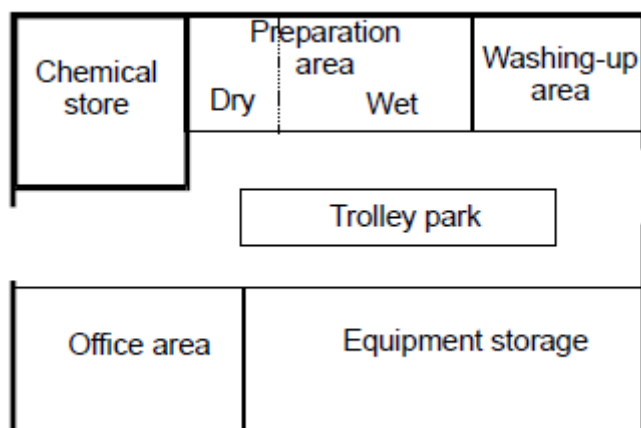 Chemical
store
Preparation
area
Dry
Wet
Washing-up
area
Trolley park
Office area
Equipment storage